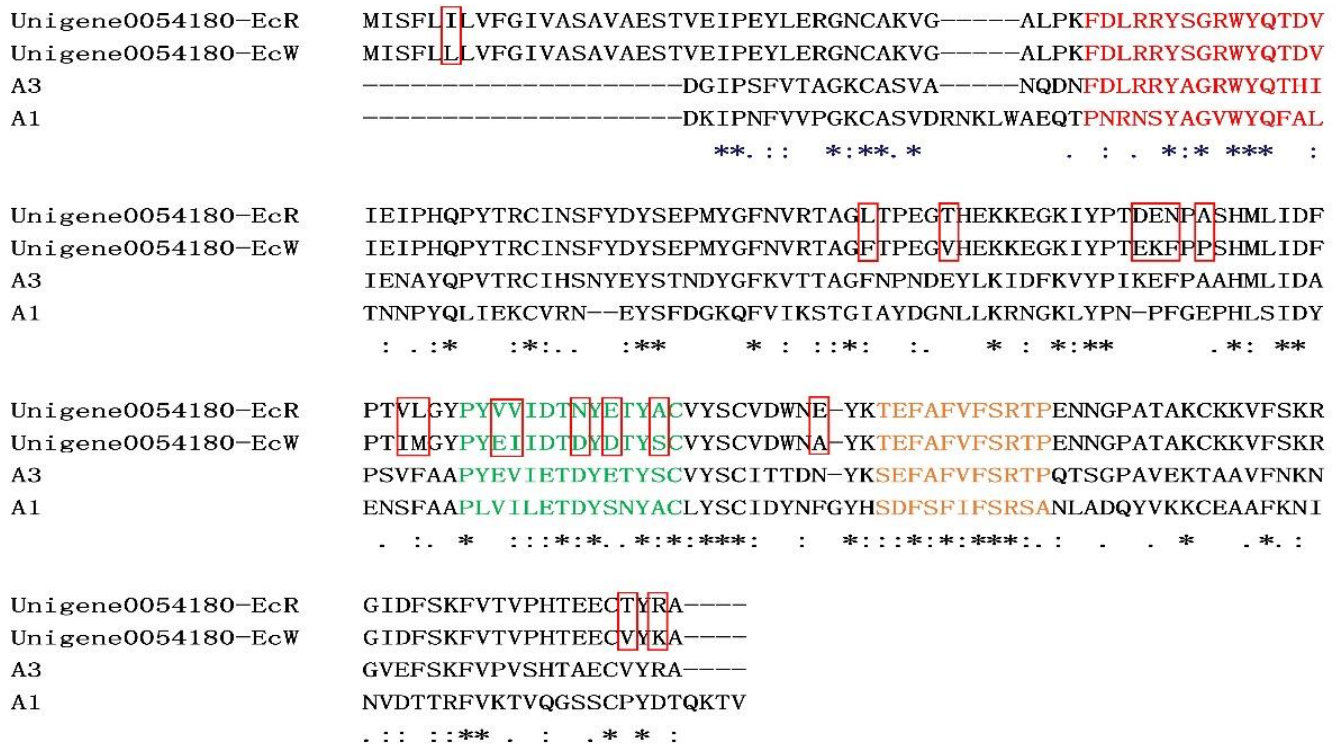 Unigene0054180-EcR MISFLILVFGIVASAVAESTVEIPEYLERGNCAKVG-----ALPKFDLRRYSGRWYQTDV
Unigene0054180-EcW MISFLLLVFGIVASAVAESTVEIPEYLERGNCAKVG-----ALPKFDLRRYSGRWYQTDV
A3 --------------------DGIPSFVTAGKCASVA-----NQDNFDLRRYAGRWYQTHI
A1 --------------------DKIPNFVVPGKCASVDRNKLWAEQTPNRNSYAGVWYQFAL
**. :: *:**.* . : . *:* *** :
Unigene0054180-EcR IEIPHQPYTRCINSFYDYSEPMYGFNVRTAGLTPEGTHEKKEGKIYPTDENPASHMLIDF
Unigene0054180-EcW IEIPHQPYTRCINSFYDYSEPMYGFNVRTAGFTPEGVHEKKEGKIYPTEKFPPSHMLIDF
A3 IENAYQPVTRCIHSNYEYSTNDYGFKVTTAGFNPNDEYLKIDFKVYPIKEFPAAHMLIDA
A1 TNNPYQLIEKCVRN--EYSFDGKQFVIKSTGIAYDGNLLKRNGKLYPN-PFGEPHLSIDY
: .:* :*:.. :** * : ::*: :. * : *:** .*: **
Unigene0054180-EcR PTVLGYPYVVIDTNYETYACVYSCVDWNE-YKTEFAFVFSRTPENNGPATAKCKKVFSKR
Unigene0054180-EcW PTIMGYPYEIIDTDYDTYSCVYSCVDWNA-YKTEFAFVFSRTPENNGPATAKCKKVFSKR
A3 PSVFAAPYEVIETDYETYSCVYSCITTDN-YKSEFAFVFSRTPQTSGPAVEKTAAVFNKN
A1 ENSFAAPLVILETDYSNYACLYSCIDYNFGYHSDFSFIFSRSANLADQYVKKCEAAFKNI
. :. * :::*:*..*:*:***: : *:::*:*:***:.: . . * .*.:
Unigene0054180-EcR GIDFSKFVTVPHTEECTYRA----
Unigene0054180-EcW GIDFSKFVTVPHTEECVYKA----
A3 GVEFSKFVPVSHTAECVYRA----
A1 NVDTTRFVKTVQGSSCPYDTQKTV
.:: ::** . : .* * :